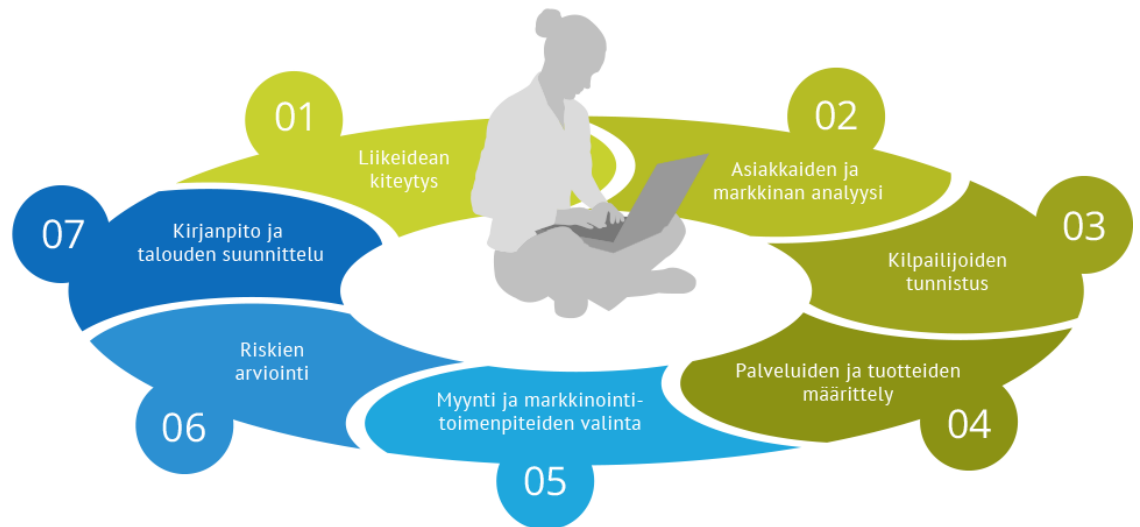 01
Liikeidean
kiteytys
02
Asiakkaiden ja
markkinan analyysi
03
Kilpailijoiden
tunnistus
04
Palveluiden ja tuotteiden
määrittely
05
Myynti ja markkinointi-
toimenpiteiden valinta
06
Riskien
arviointi
07
Kirjanpito ja
talouden suunnittelu